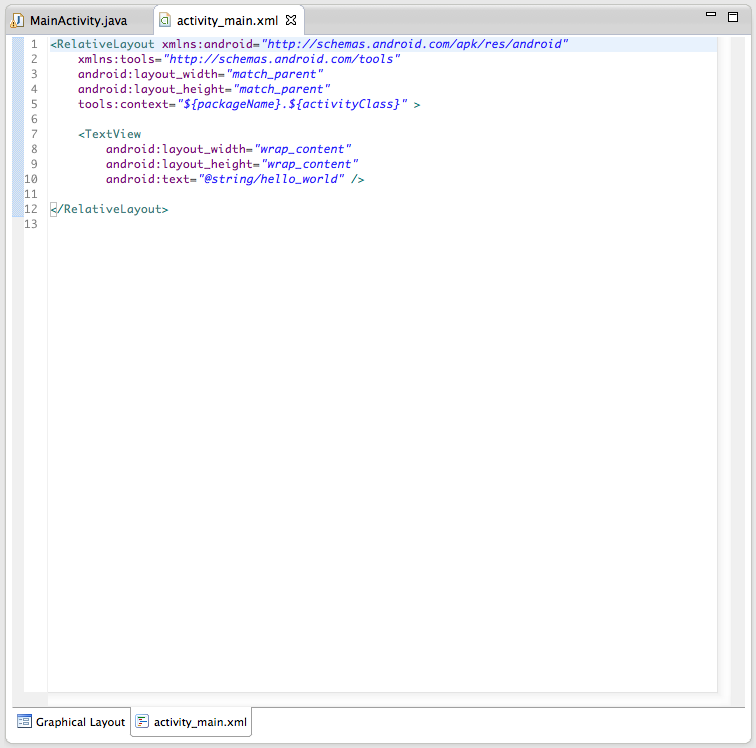 MainActivity.java
activity_main.xml
1 <RelativeLayout xmlns:android="http://schemas.android.com/apk/res/android"
2     xmlns:tools="http://schemas.android.com/tools"
3     android:layout_width="match_parent"
4     android:layout_height="match_parent"
5     tools:context="${packageName}.${activityClass}" >
6
7     <TextView
8         android:layout_width="wrap_content"
9         android:layout_height="wrap_content"
10         android:text="@string/hello_world" />
11
12 </RelativeLayout>
13
Graphical Layout
activity_main.xml